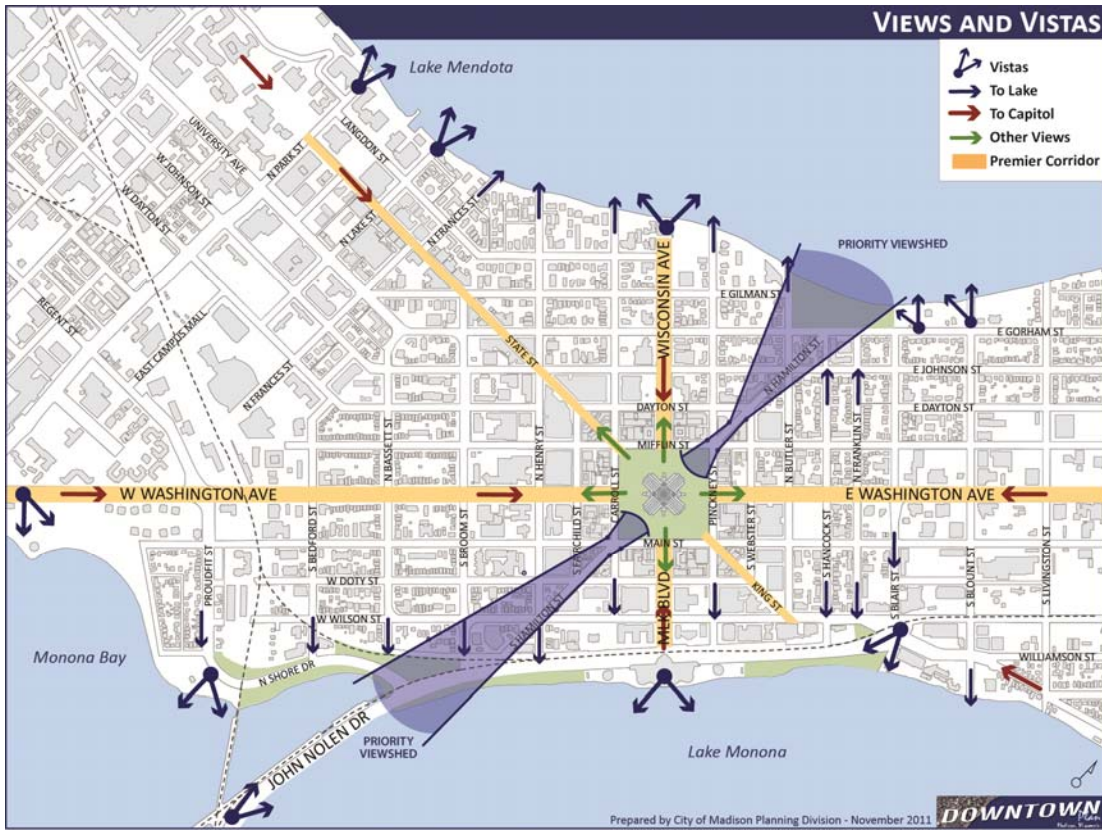 VIEWS AND VISTAS
Lake Mendota
Vistas
To Lake
To Capitol
Other Views
Premier Corridor
LANGDON ST
UNIVERSITY AVE
N PARK ST
W JOHNSON ST
W DAYTON ST
N LAKE ST
N FRANCES ST
PRIORITY VIEWSHED
WISCONSIN AVE
E GILMAN ST
REGENT ST
EAST CAMPUS MALL
STATE ST
N HAMILTON ST
E GORHAM ST
E JOHNSON ST
N FRANCES ST
DAYTON ST
E DAYTON ST
N BASSETT ST
N HENRY ST
MIFFLIN ST
N BUTLER ST
N FRANKLIN ST
CARROLL ST
PINCKNEY ST
W WASHINGTON AVE
E WASHINGTON AVE
S BEDFORD ST
S BROOM ST
S FAIRCHILD ST
MAIN ST
S WEBSTER ST
S HANCOCK ST
PROUDFIT ST
W DOTY ST
MLK BLVD
KING ST
S BLAIR ST
S BLOUNT ST
S LIVINGSTON ST
W WILSON ST
S HAMILTON ST
Monona Bay
N SHORE DR
WILLIAMSON ST
JOHN NOLEN DR
PRIORITY
VIEWSHED
Lake Monona
Prepared by City of Madison Planning Division - November 2011
DOWNTOWN
Plan